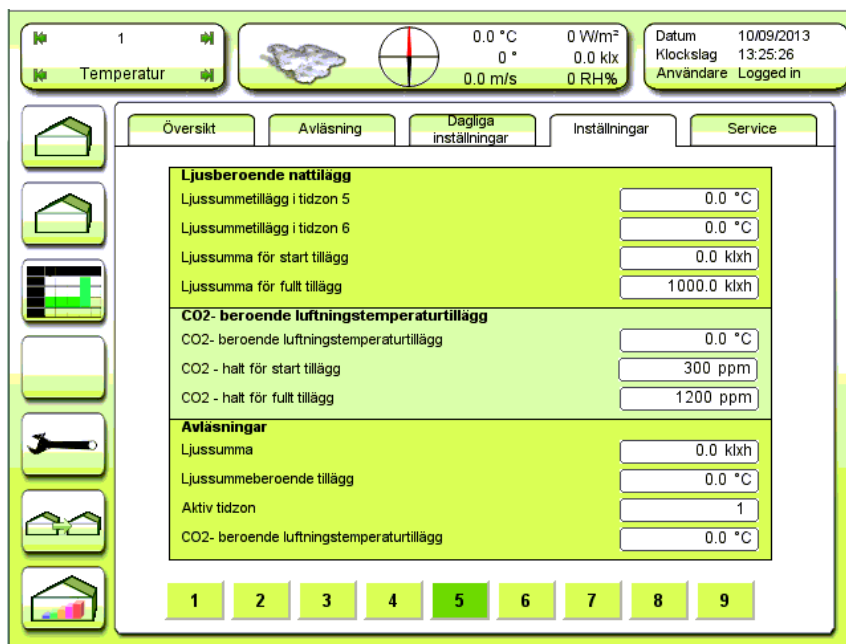 1
Temperatur
0.0 °C 0 W/m²
0 ° 0.0 klx
0.0 m/s 0 RH%
Datum 10/09/2013
Klockslag 13:25:26
Användare Logged in
Översikt
Avläsning
Dagliga
inställningar
Inställningar
Service
Ljusberoende nattilägg
Ljussummetillägg i tidzon 5 0.0 °C
Ljussummetillägg i tidzon 6 0.0 °C
Ljussumma för start tillägg 0.0 klxh
Ljussumma för fullt tillägg 1000.0 klxh
CO2- beroende luftningstemperaturtillägg
CO2- beroende luftningstemperaturtillägg 0.0 °C
CO2 - halt för start tillägg 300 ppm
CO2 - halt för fullt tillägg 1200 ppm
Avläsningar
Ljussumma 0.0 klxh
Ljussummeberoende tillägg 0.0 °C
Aktiv tidzon 1
CO2- beroende luftningstemperaturtillägg 0.0 °C
1 2 3 4 5 6 7 8 9